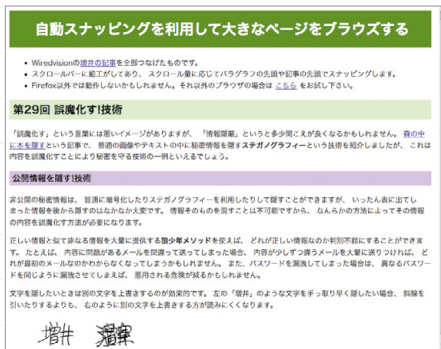 自動スナッピングを利用して大きなページをブラウズする
Wiredvisionの増井の記事を全部つなげたものです。
スクロールバーに細工がしてあり、 スクロール量に応じてパラグラフの先頭や記事の先頭でスナッピングします。
Firefox以外では動作しないかもしれません。それ以外のブラウザの場合は こちら をお試し下さい。
第29回 誤魔化す!技術
「誤魔化す」という言葉には悪いイメージがありますが、 「情報隠蔽」というと多少聞こえが良くなるかもしれません。 森の中
に木を隠すという記事で、 普通の画像やテキストの中に秘密情報を隠すステガノグラフィーという技術を紹介しましたが、 これは
内容を誤魔化すことにより秘密を守る技術の一例といえるでしょう。
公開情報を隠す!技術
非公開の秘密情報は、 普通に暗号化したりステガノグラフィーを利用したりして隠すことができますが、 いったん表に出てし
まった情報を後から隠すのはなかなか大変です。 情報そのものを消すことは不可能ですから、 なんらかの方法によってその情報
の内容を誤魔化す方法が必要になります。
正しい情報と似て非なる情報を大量に提供する狼少年メソッドを使えば、 どれが正しい情報なのか判別不能にすることができま
す。 たとえば、 内容に問題があるメールを間違って送ってしまった場合、 内容が少しずつ違うメールを大量に送りつければ、 ど
れが最初のメールなのかわからなくなってしまうかもしれません。 また、パスワードを漏洩してしまった場合は、 異なるパスワー
ドを同じように漏洩させてしまえば、 悪用される危険が減るかもしれません。
文字を隠したいときは別の文字を上書きするのが効果的です。 左の「増井」のような文字を手っ取り早く隠したい場合、 斜線を
引いたりするよりも、 右のように別の文字を上書きする方が読みにくくなります。
増井